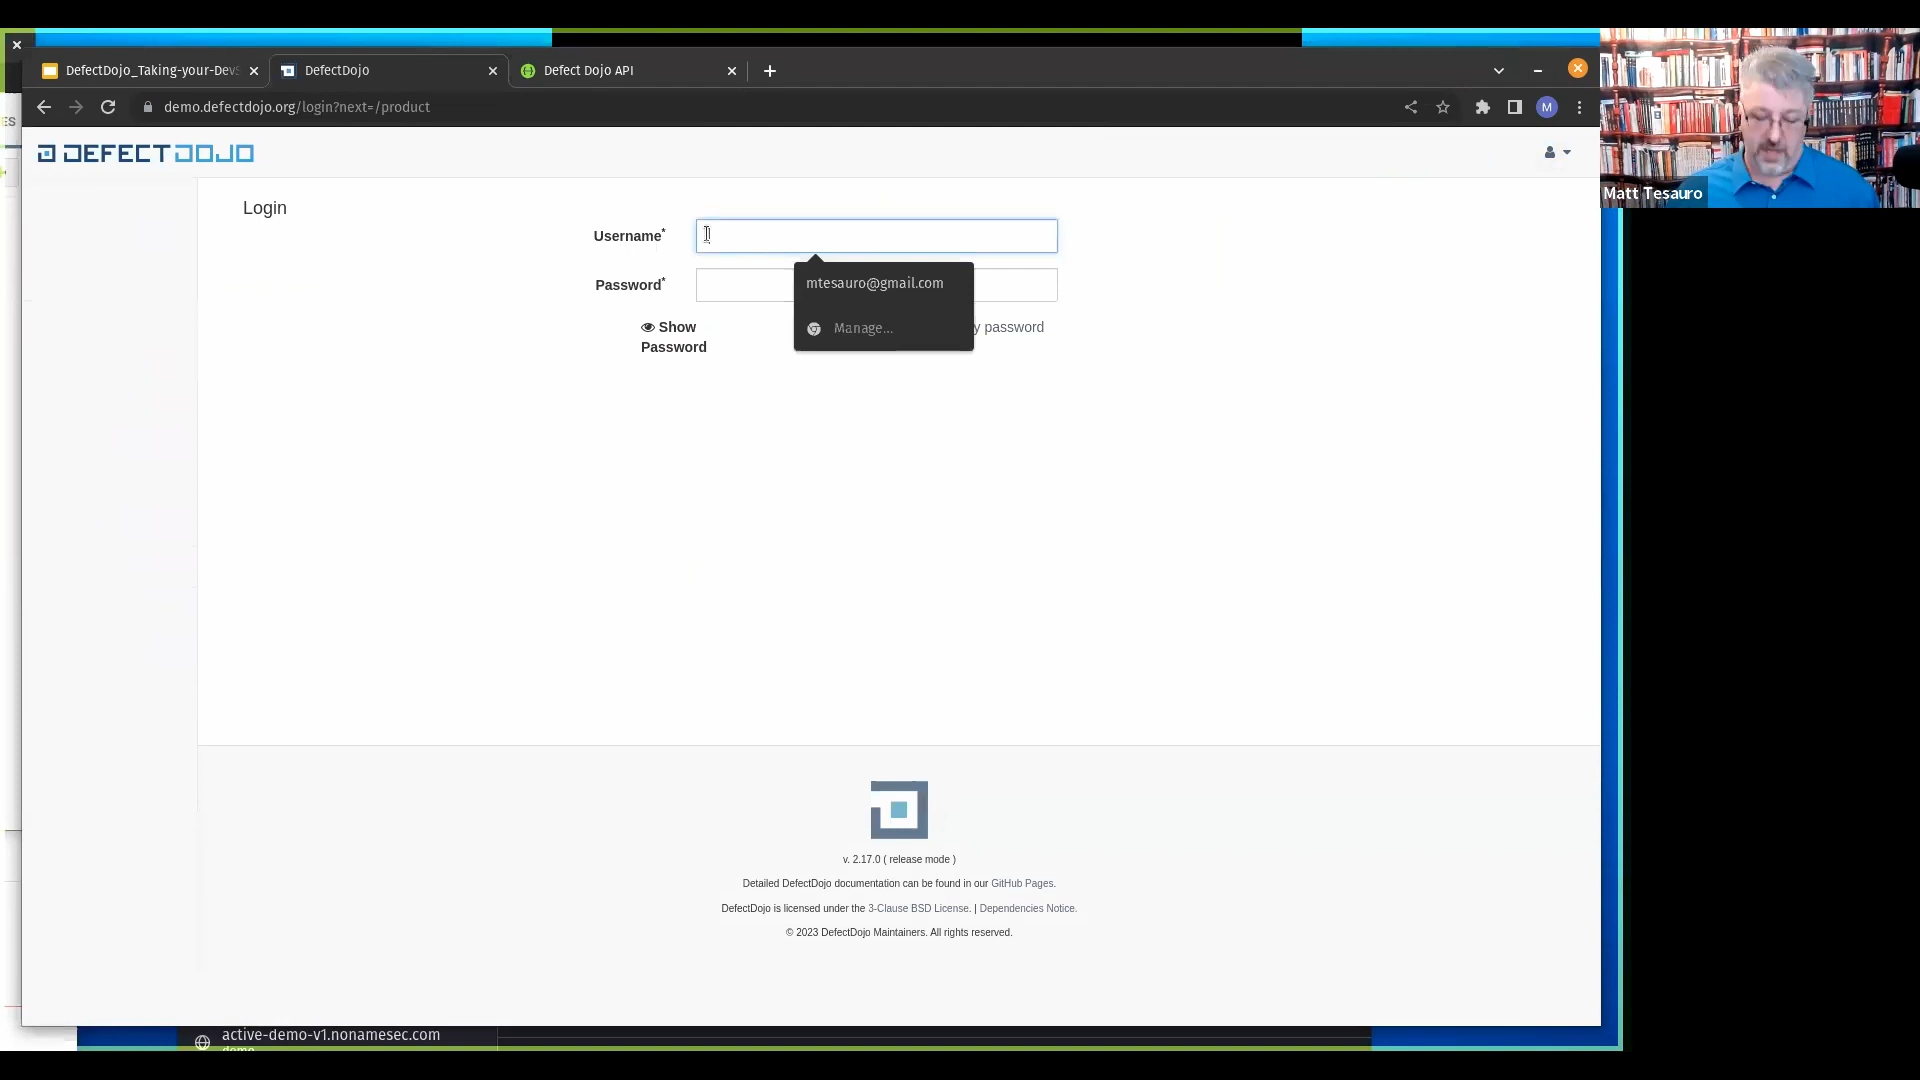 DefectDojo_Taking-your-DevS
DefectDojo
Defect Dojo API
demo.defectdojo.org/login?next=/product
M
ES
DEFECTDOJO
Matt Tesauro
Login
Username*
mtesauro@gmail.com
Password*
Manage...
Show
Password
y password
v. 2.17.0 ( release mode )
Detailed DefectDojo documentation can be found in our GitHub Pages.
DefectDojo is licensed under the 3-Clause BSD License. | Dependencies Notice.
© 2023 DefectDojo Maintainers. All rights reserved.
active-demo-v1.nonamesec.com
demo